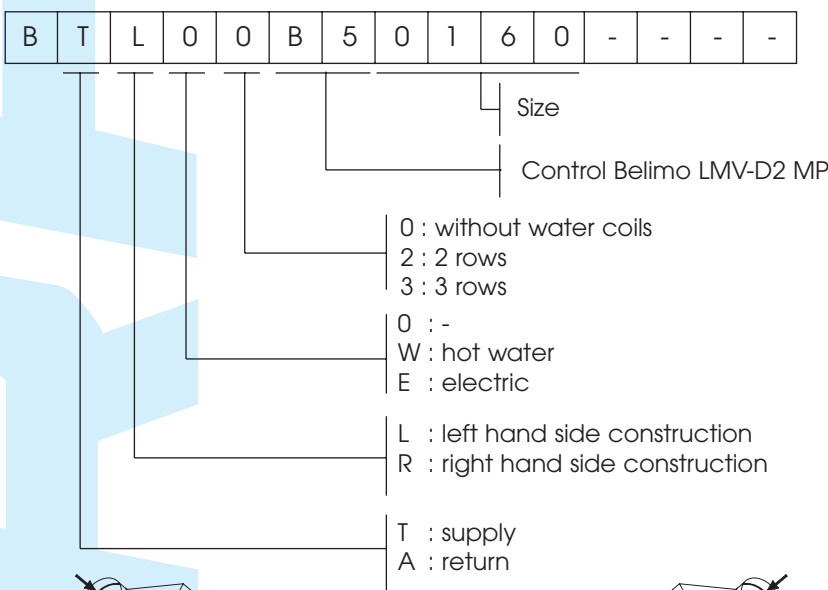 B T L 0 0 B 5 0 1 6 0 - - - -
Size
Control Belimo LMV-D2 MP
0 : without water coils
2 : 2 rows
3 : 3 rows
0 : -
W : hot water
E : electric
L : left hand side construction
R : right hand side construction
T : supply
A : return